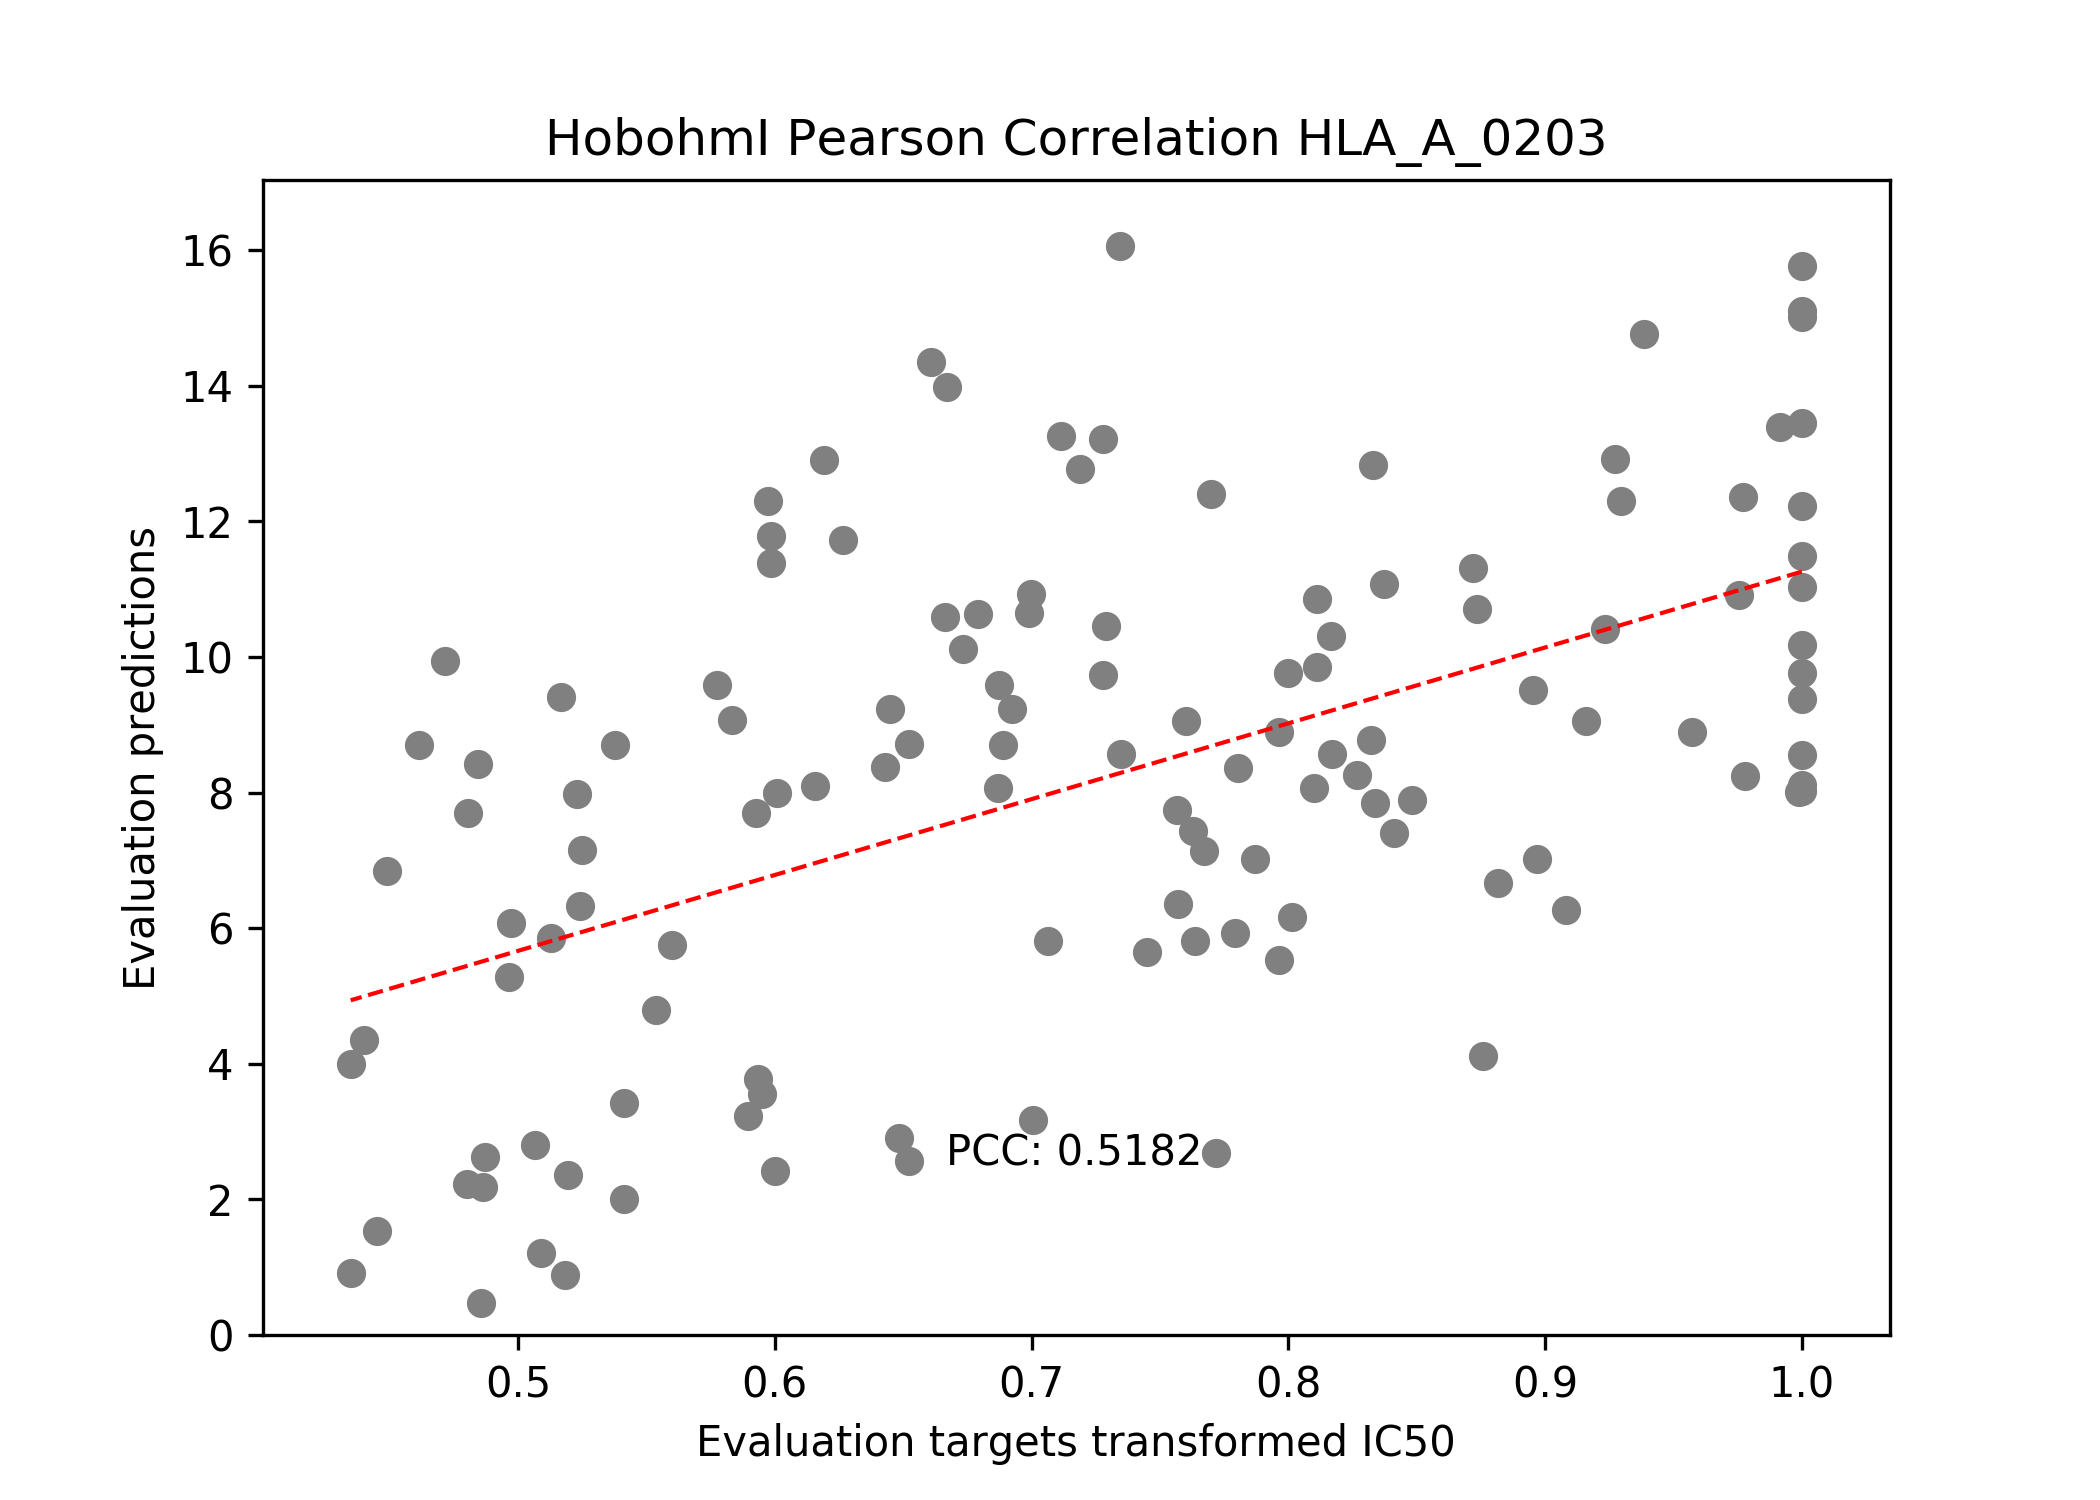 HobohmI Pearson Correlation HLA_A_0203
16
14
12
10
8
6
4
2
0
Evaluation predictions
PCC: 0.5182
0.5 0.6 0.7 0.8 0.9 1.0
Evaluation targets transformed IC50